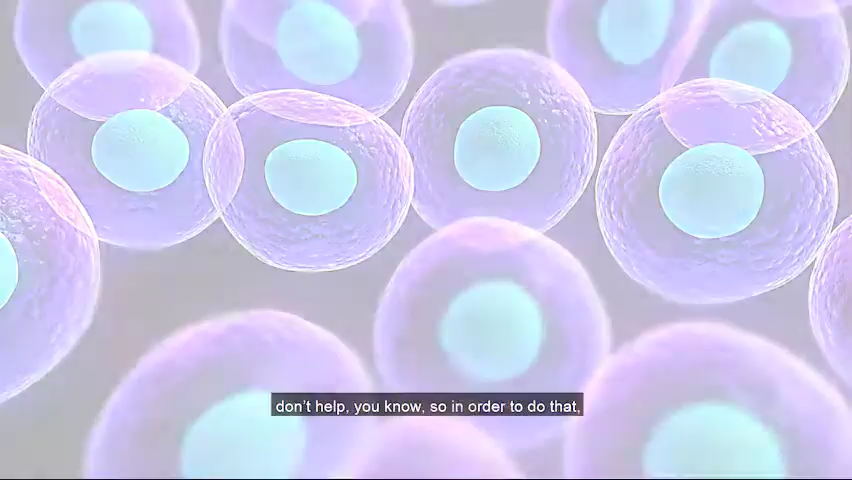 don't help, you know, so in order to do that,